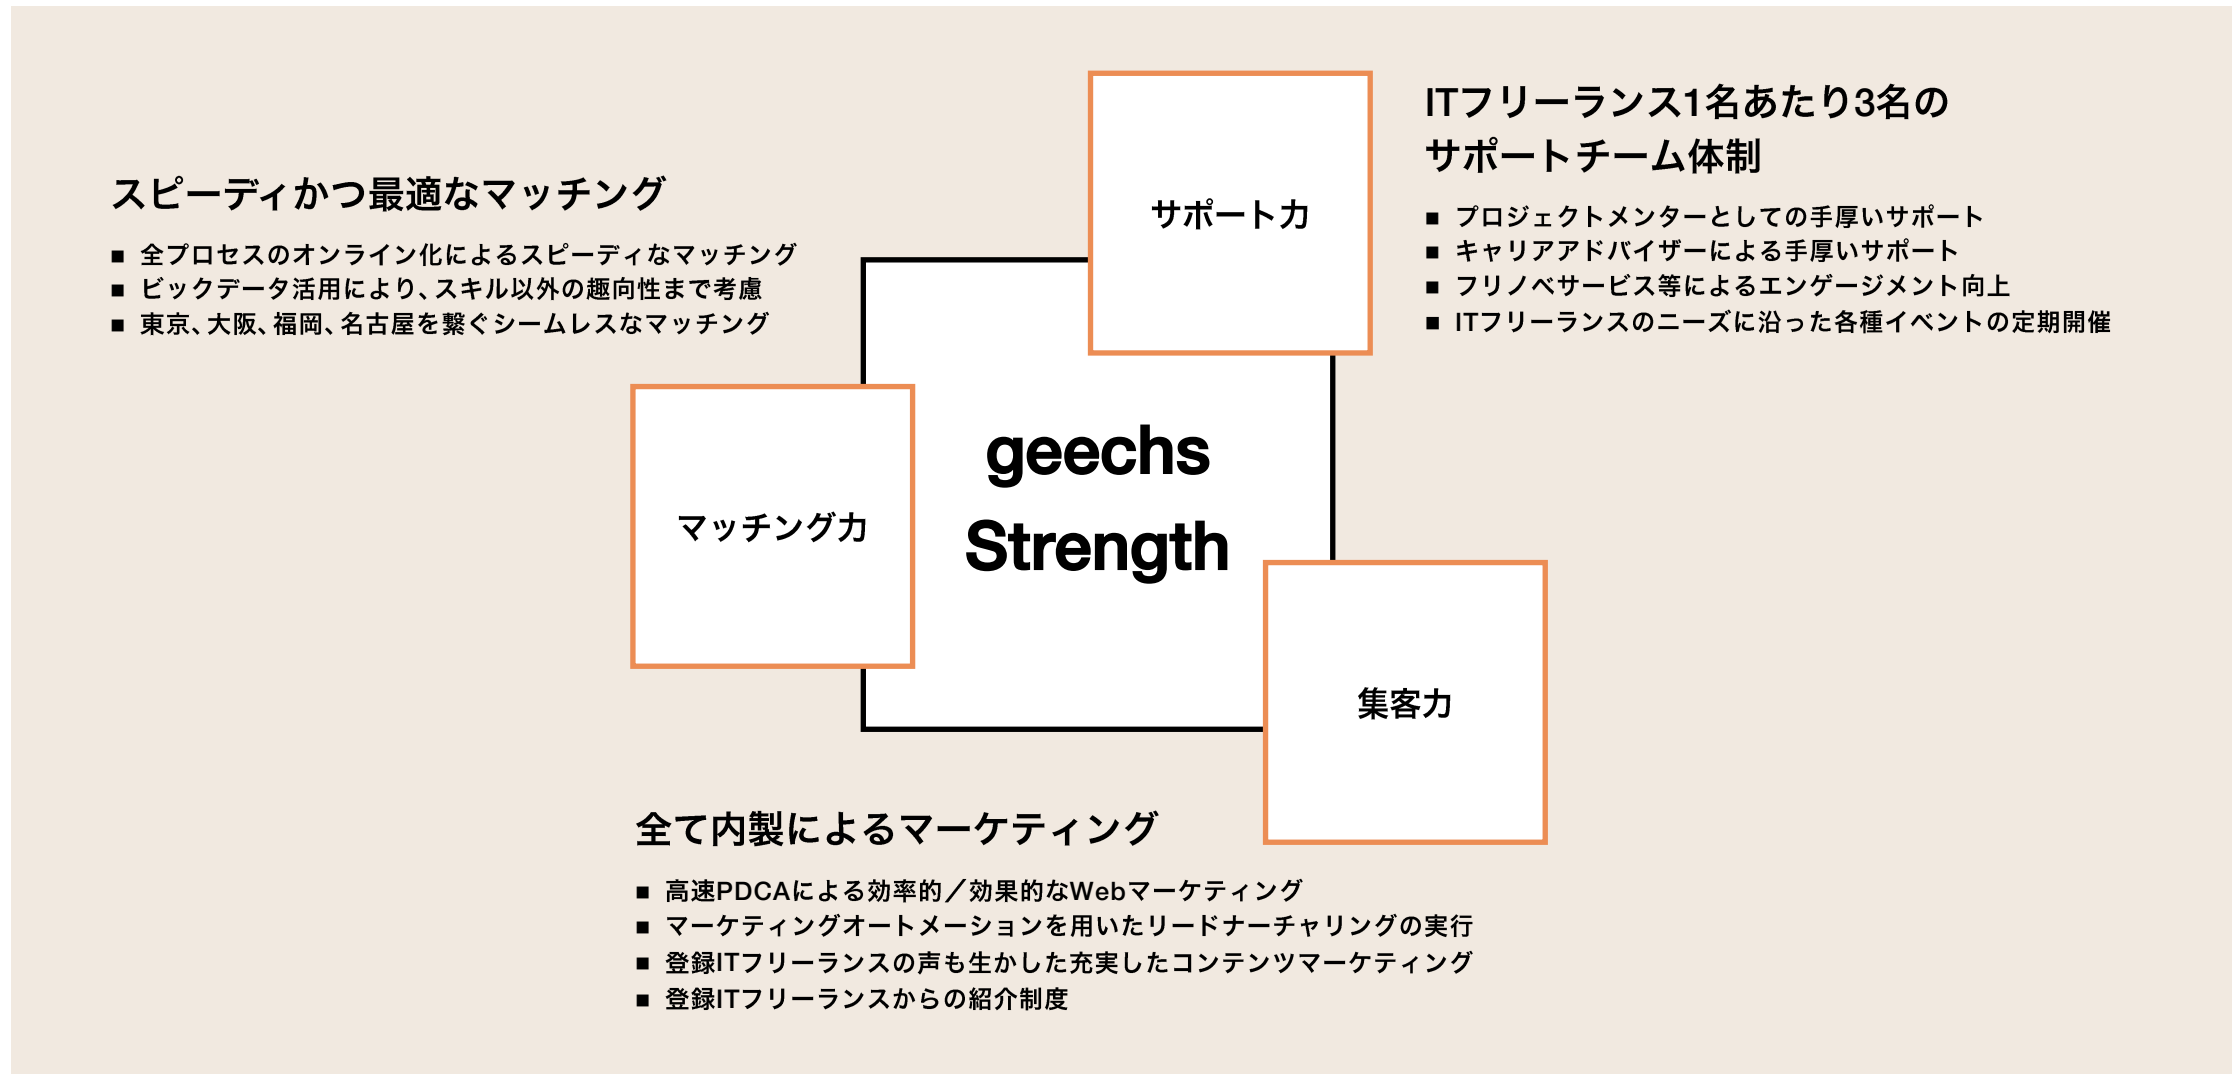 スピーディかつ最適なマッチング
■ 全プロセスのオンライン化によるスピーディなマッチング
■ ビックデータ活用により、スキル以外の趣向性まで考慮
■ 東京、大阪、福岡、名古屋を繋ぐシームレスなマッチング
サポート力
ITフリーランス1名あたり3名の
サポートチーム体制
■ プロジェクトメンターとしての手厚いサポート
■ キャリアアドバイザーによる手厚いサポート
■ フリノベサービス等によるエンゲージメント向上
■ ITフリーランスのニーズに沿った各種イベントの定期開催
マッチング力
geechs
Strength
集客力
全て内製によるマーケティング
■ 高速PDCAによる効率的／効果的なWebマーケティング
■ マーケティングオートメーションを用いたリードナーチャリングの実行
■ 登録ITフリーランスの声も生かした充実したコンテンツマーケティング
■ 登録ITフリーランスからの紹介制度